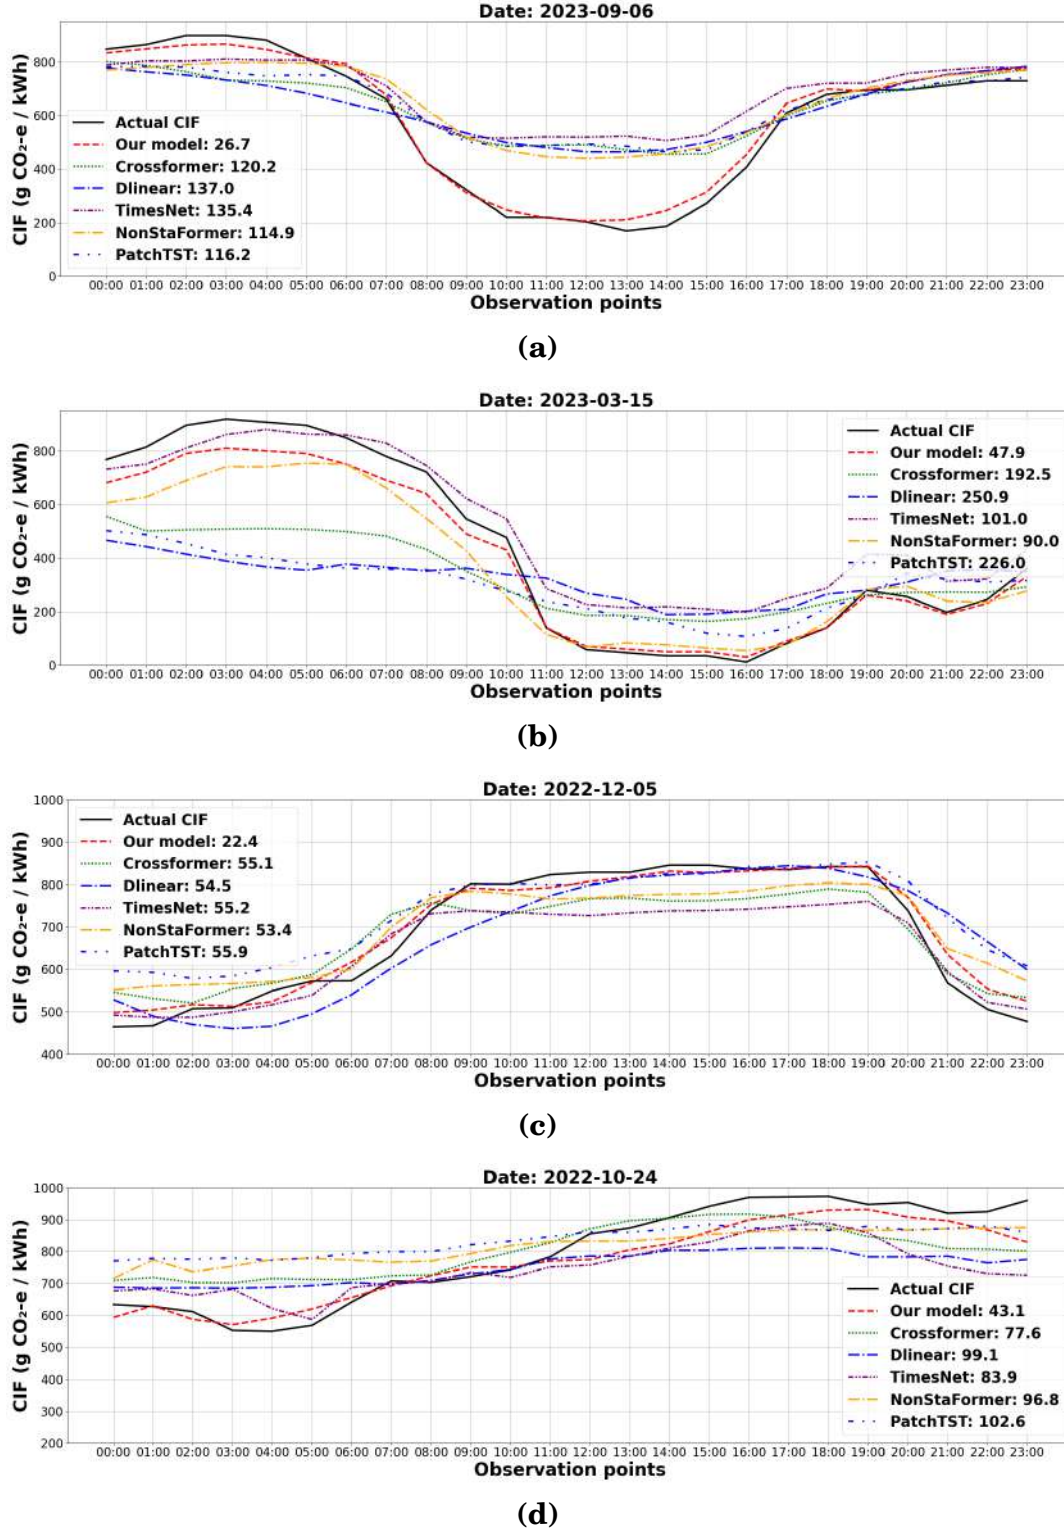 Date: 2023-09-06
CIF (g CO₂-e / kWh)
800
600
400
200
0
Actual CIF
Our model: 26.7
Crossformer: 120.2
Dlinear: 137.0
TimesNet: 135.4
NonStaFormer: 114.9
PatchTST: 116.2
00:00 01:00 02:00 03:00 04:00 05:00 06:00 07:00 08:00 09:00 10:00 11:00 12:00 13:00 14:00 15:00 16:00 17:00 18:00 19:00 20:00 21:00 22:00 23:00
Observation points
(a)
Date: 2023-03-15
CIF (g CO₂-e / kWh)
800
600
400
200
0
Actual CIF
Our model: 47.9
Crossformer: 192.5
Dlinear: 250.9
TimesNet: 101.0
NonStaFormer: 90.0
PatchTST: 226.0
00:00 01:00 02:00 03:00 04:00 05:00 06:00 07:00 08:00 09:00 10:00 11:00 12:00 13:00 14:00 15:00 16:00 17:00 18:00 19:00 20:00 21:00 22:00 23:00
Observation points
(b)
Date: 2022-12-05
CIF (g CO₂-e / kWh)
1000
900
800
700
600
500
400
Actual CIF
Our model: 22.4
Crossformer: 55.1
Dlinear: 54.5
TimesNet: 55.2
NonStaFormer: 53.4
PatchTST: 55.9
00:00 01:00 02:00 03:00 04:00 05:00 06:00 07:00 08:00 09:00 10:00 11:00 12:00 13:00 14:00 15:00 16:00 17:00 18:00 19:00 20:00 21:00 22:00 23:00
Observation points
(c)
Date: 2022-10-24
CIF (g CO₂-e / kWh)
1000
900
800
700
600
500
400
300
200
Actual CIF
Our model: 43.1
Crossformer: 77.6
Dlinear: 99.1
TimesNet: 83.9
NonStaFormer: 96.8
PatchTST: 102.6
00:00 01:00 02:00 03:00 04:00 05:00 06:00 07:00 08:00 09:00 10:00 11:00 12:00 13:00 14:00 15:00 16:00 17:00 18:00 19:00 20:00 21:00 22:00 23:00
Observation points
(d)